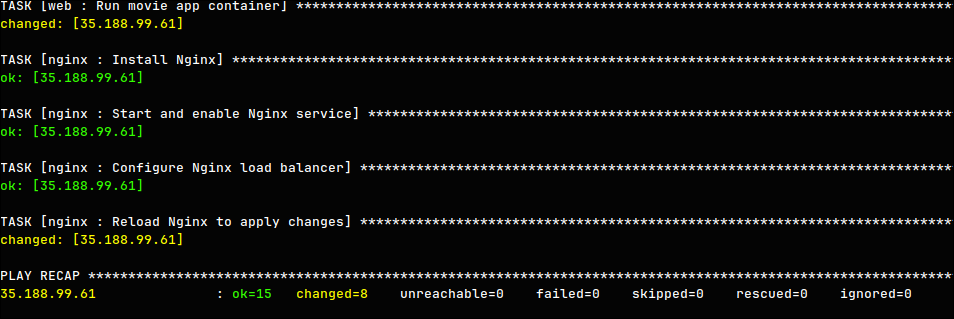 TASK [web : Run movie app container] **********************************************************************************
changed: [35.188.99.61]
TASK [nginx : Install Nginx] ******************************************************************************************
ok: [35.188.99.61]
TASK [nginx : Start and enable Nginx service] *************************************************************************
ok: [35.188.99.61]
TASK [nginx : Configure Nginx load balancer] **************************************************************************
ok: [35.188.99.61]
TASK [nginx : Reload Nginx to apply changes] **************************************************************************
changed: [35.188.99.61]
PLAY RECAP ************************************************************************************************************
35.188.99.61               : ok=15   changed=8    unreachable=0    failed=0    skipped=0    rescued=0    ignored=0